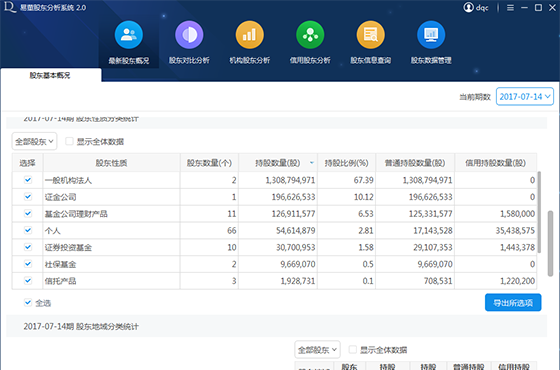 易董股东分析系统 2.0
dqc
最新股东概况 股东对比分析 机构股东分析 信用股东分析 股东信息查询 股东数据管理
股东基本概况
当前期数 2017-07-14
2017-07-14期 股东性质分类统计
全部股东 显示全体数据
选择 股东性质 股东数量(个) 持股数量(股) 持股比例(%) 普通持股数量(股) 信用持股数量(股)
一般机构法人 2 1,308,794,971 67.39 1,308,794,971 0
证金公司 1 196,626,533 10.12 196,626,533 0
基金公司理财产品 11 126,911,577 6.53 125,331,577 1,580,000
个人 66 54,614,879 2.81 17,143,528 35,438,575
证券投资基金 10 30,700,953 1.58 29,107,353 1,443,378
社保基金 2 9,669,070 0.5 9,669,070 0
信托产品 3 1,928,731 0.1 708,531 1,220,200
全选 导出所选项
2017-07-14期 股东地域分类统计
全部股东 显示全体数据
股东 持股 持股 普通持股 信用持股